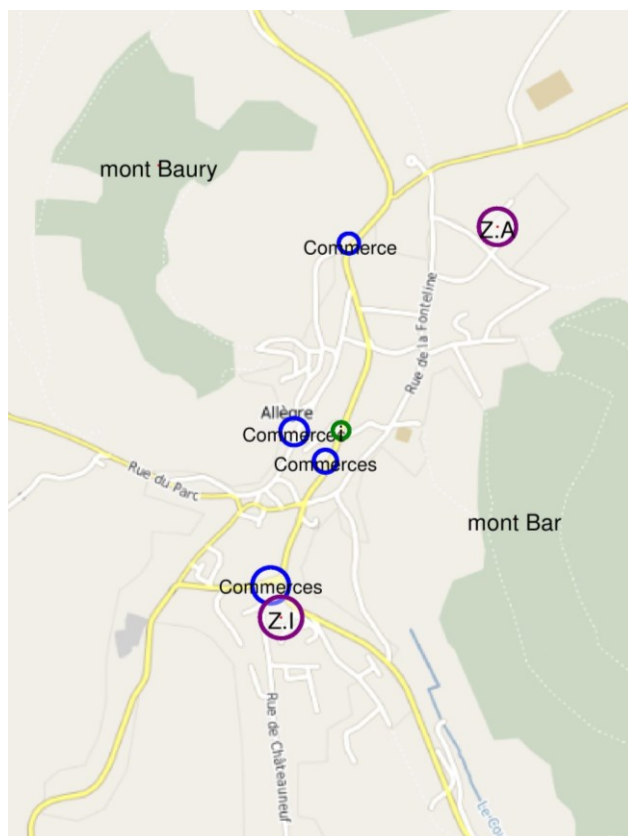 mont Baury
Commerce
Z.A
Rue de la Fonteline
Allègre
Commerce
i
Commerces
Rue du Parc
mont Bar
Commerces
Z.I
Rue de Châteauneuf